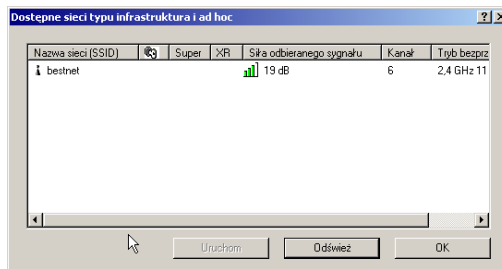 Dostępne sieci typu infrastruktura i ad hoc
Nazwa sieci (SSID) Super XR Siła odbieranego sygnału Kanał Tryb bezprz
bestnet 19 dB 6 2,4 GHz 11
Uruchom Odśwież OK